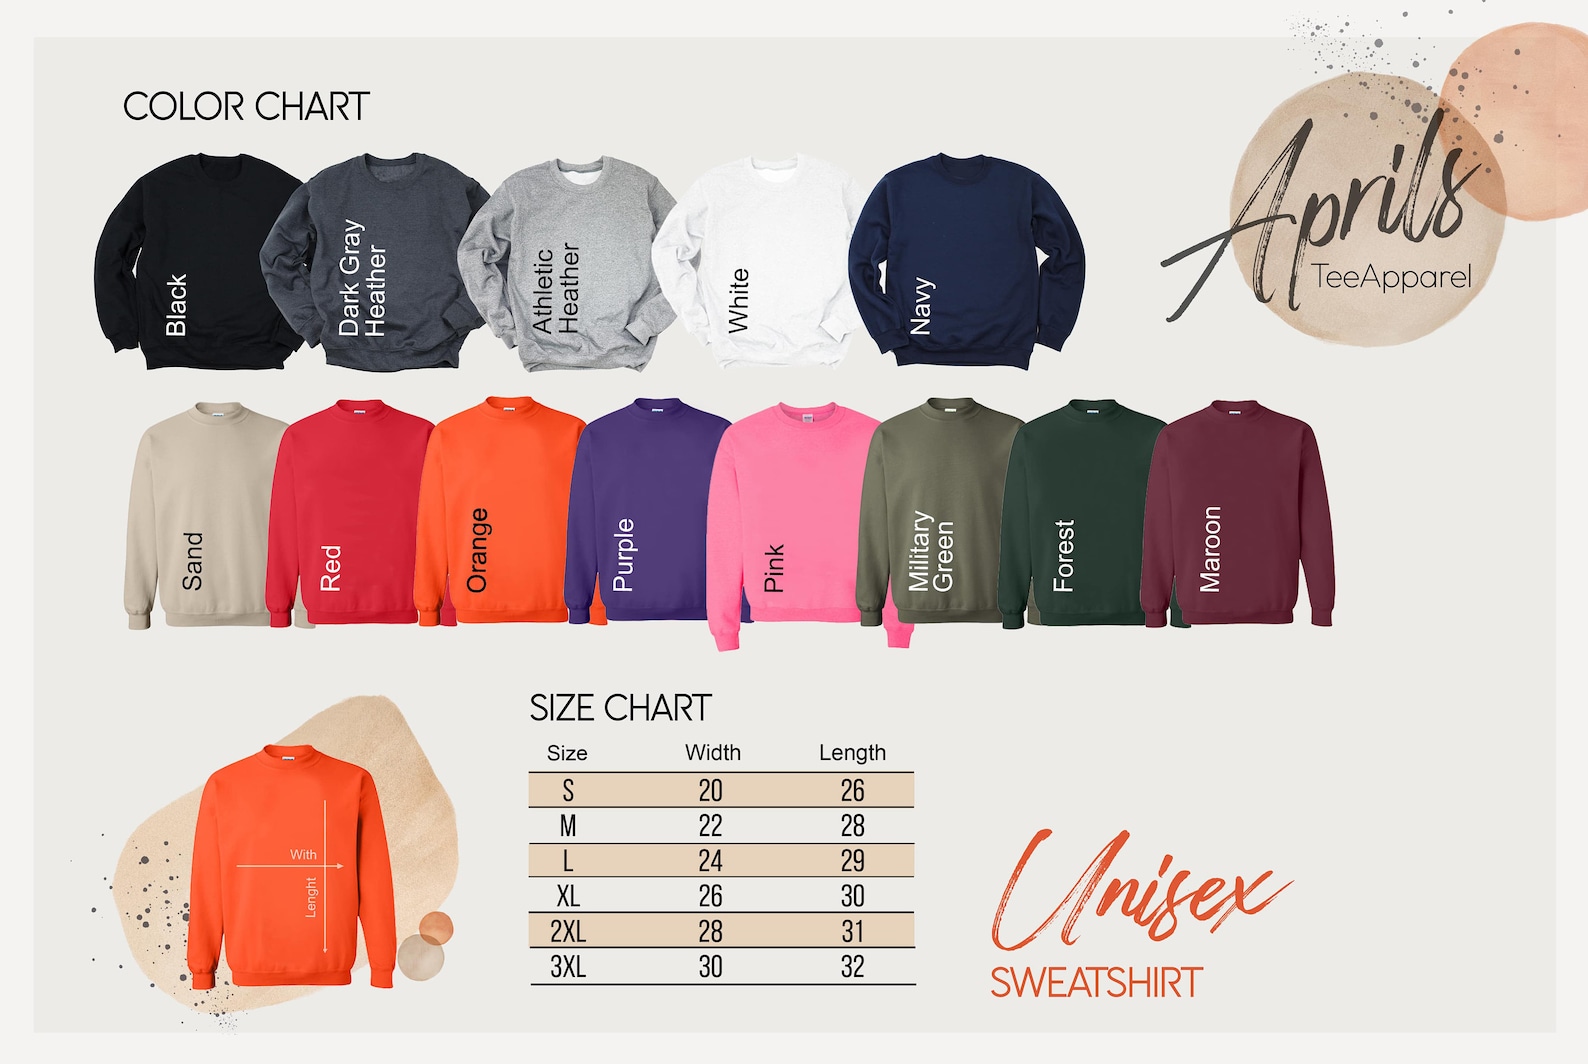 COLOR CHART
Aprils
TeeApparel
Black
Dark Gray
Heather
Athletic
Heather
White
Navy
Sand
Red
Orange
Purple
Pink
Military
Green
Forest
Maroon
With
Lenght
SIZE CHART
Size Width Length
S 20 26
M 22 28
L 24 29
XL 26 30
2XL 28 31
3XL 30 32
Unisex
SWEATSHIRT